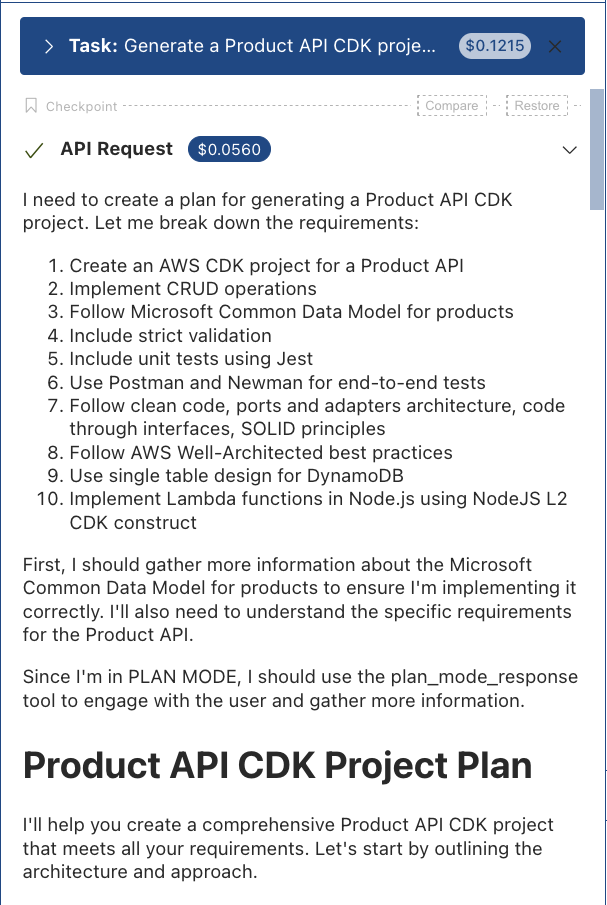 Task: Generate a Product API CDK proje... $0.1215
Checkpoint Compare Restore
API Request $0.0560
I need to create a plan for generating a Product API CDK
project. Let me break down the requirements:
1. Create an AWS CDK project for a Product API
2. Implement CRUD operations
3. Follow Microsoft Common Data Model for products
4. Include strict validation
5. Include unit tests using Jest
6. Use Postman and Newman for end-to-end tests
7. Follow clean code, ports and adapters architecture, code
through interfaces, SOLID principles
8. Follow AWS Well-Architected best practices
9. Use single table design for DynamoDB
10. Implement Lambda functions in Node.js using NodeJS L2
CDK construct
First, I should gather more information about the Microsoft
Common Data Model for products to ensure I'm implementing it
correctly. I'll also need to understand the specific requirements
for the Product API.
Since I'm in PLAN MODE, I should use the plan_mode_response
tool to engage with the user and gather more information.
Product API CDK Project Plan
I'll help you create a comprehensive Product API CDK project
that meets all your requirements. Let's start by outlining the
architecture and approach.